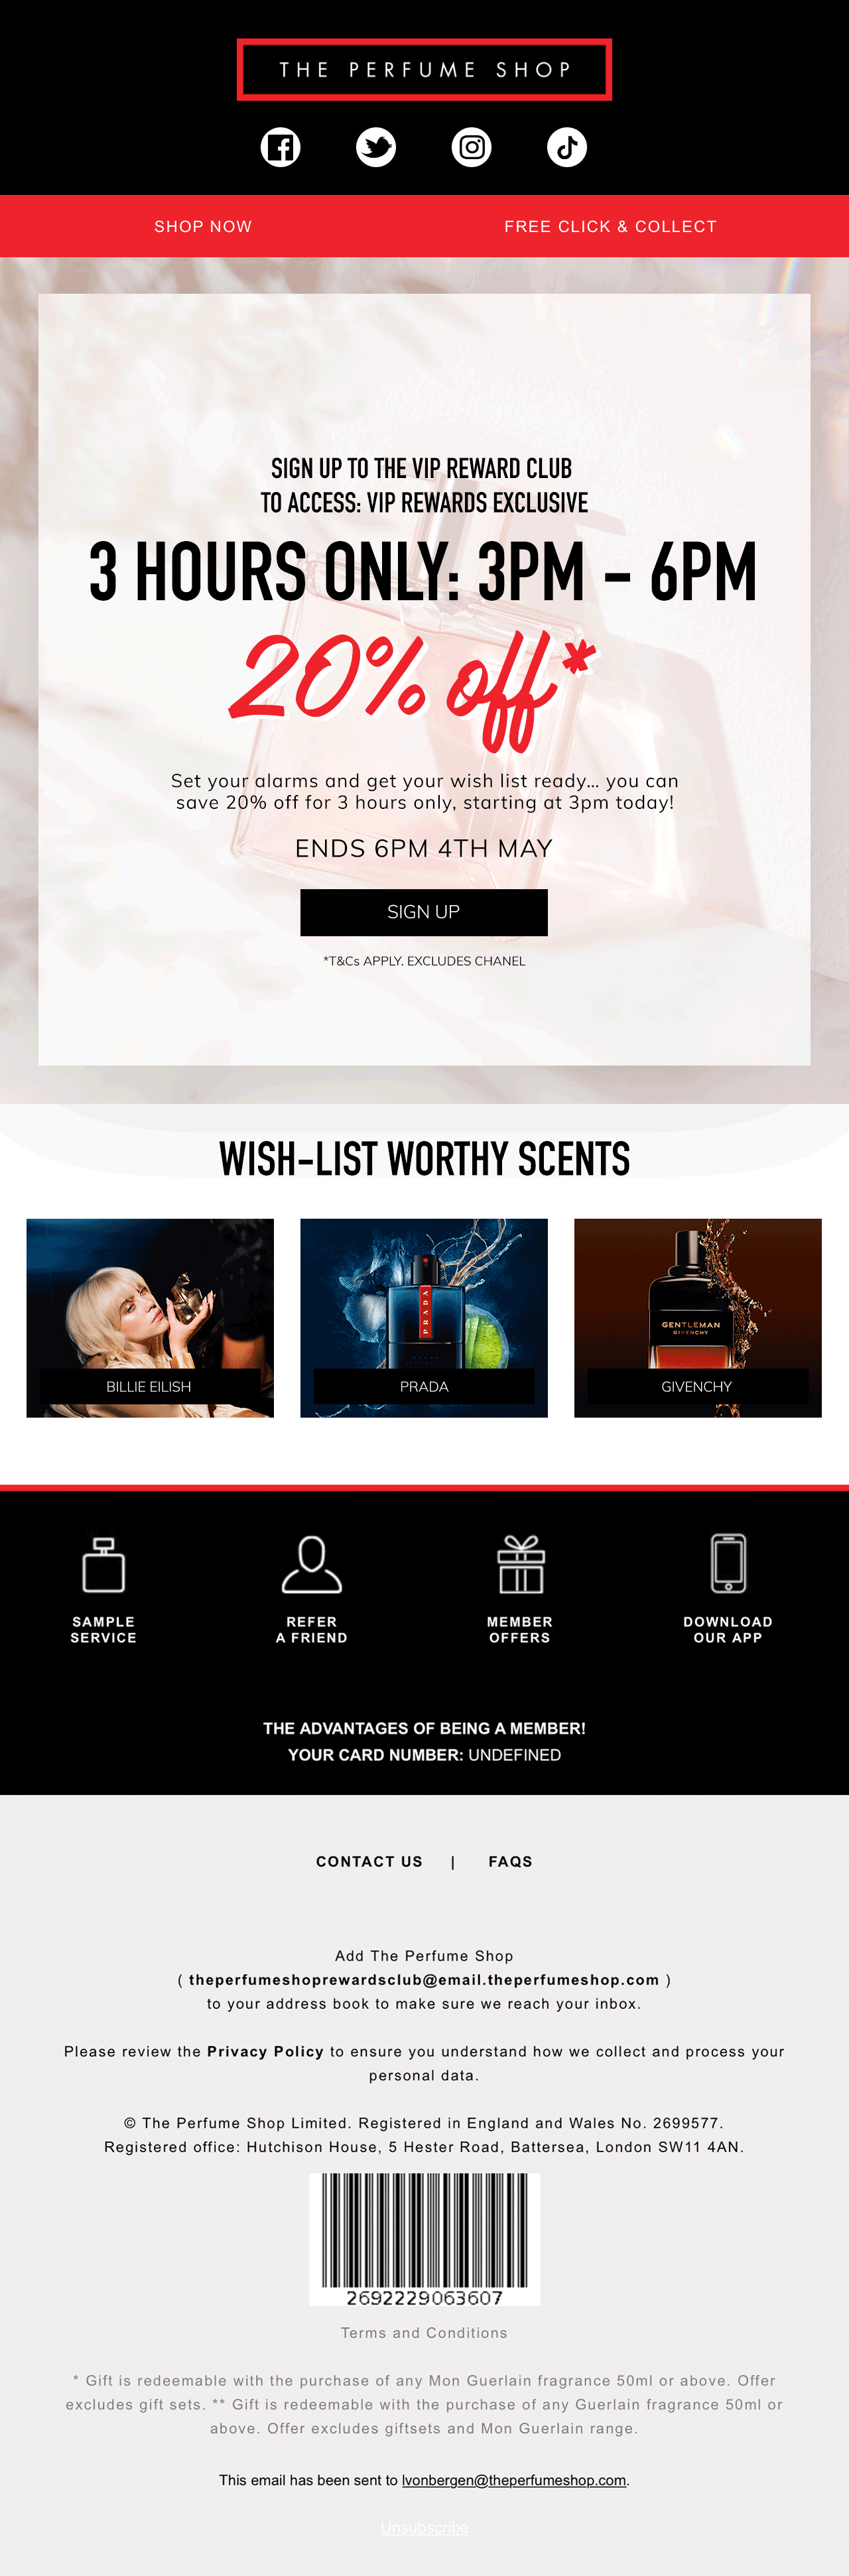 THE PERFUME SHOP
SHOP NOW
FREE CLICK & COLLECT
SIGN UP TO THE VIP REWARD CLUB
TO ACCESS: VIP REWARDS EXCLUSIVE
3 HOURS ONLY: 3PM - 6PM
20% off*
Set your alarms and get your wish list ready... you can
save 20% off for 3 hours only, starting at 3pm today!
ENDS 6PM 4TH MAY
SIGN UP
*T&Cs APPLY. EXCLUDES CHANEL
WISH-LIST WORTHY SCENTS
BILLIE EILISH
PRADA
PRADA
GENTLEMAN
GIVENCHY
GIVENCHY
SAMPLE
SERVICE
REFER
A FRIEND
MEMBER
OFFERS
DOWNLOAD
OUR APP
THE ADVANTAGES OF BEING A MEMBER!
YOUR CARD NUMBER: UNDEFINED
CONTACT US | FAQS
Add The Perfume Shop
( theperfumeshoprewardsclub@email.theperfumeshop.com )
to your address book to make sure we reach your inbox.
Please review the Privacy Policy to ensure you understand how we collect and process your
personal data.
© The Perfume Shop Limited. Registered in England and Wales No. 2699577.
Registered office: Hutchison House, 5 Hester Road, Battersea, London SW11 4AN.
2692229063607
Terms and Conditions
* Gift is redeemable with the purchase of any Mon Guerlain fragrance 50ml or above. Offer
excludes gift sets. ** Gift is redeemable with the purchase of any Guerlain fragrance 50ml or
above. Offer excludes giftsets and Mon Guerlain range.
This email has been sent to lvonbergen@theperfumeshop.com.
Unsubscribe